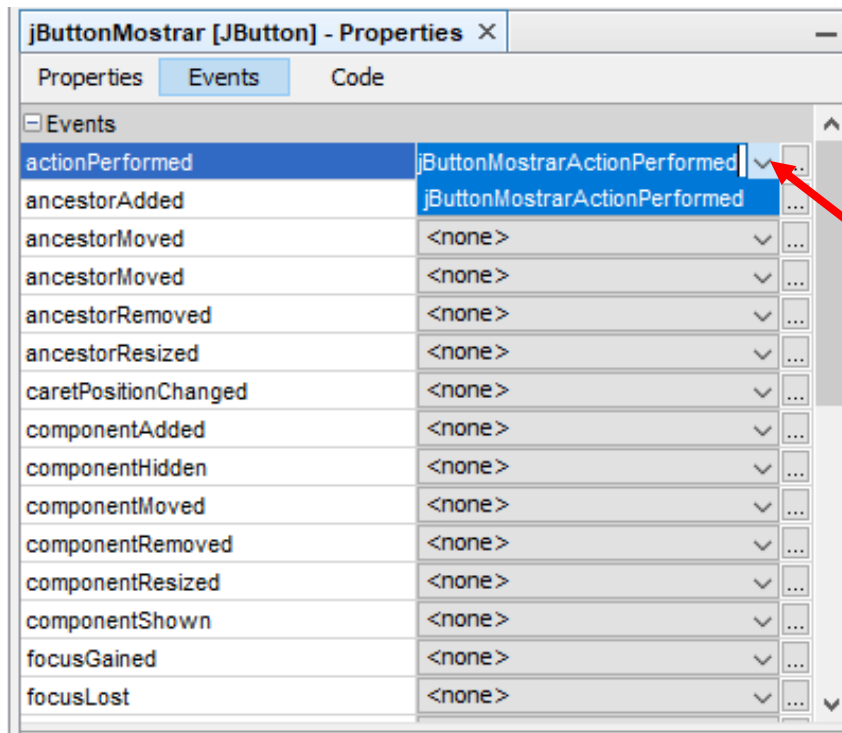 jButtonMostrar [JButton] - Properties
Properties Events Code
Events
actionPerformed jButtonMostrarActionPerformed ...
ancestorAdded jButtonMostrarActionPerformed ...
ancestorMoved <none> ...
ancestorMoved <none> ...
ancestorRemoved <none> ...
ancestorResized <none> ...
caretPositionChanged <none> ...
componentAdded <none> ...
componentHidden <none> ...
componentMoved <none> ...
componentRemoved <none> ...
componentResized <none> ...
componentShown <none> ...
focusGained <none> ...
focusLost <none> ...